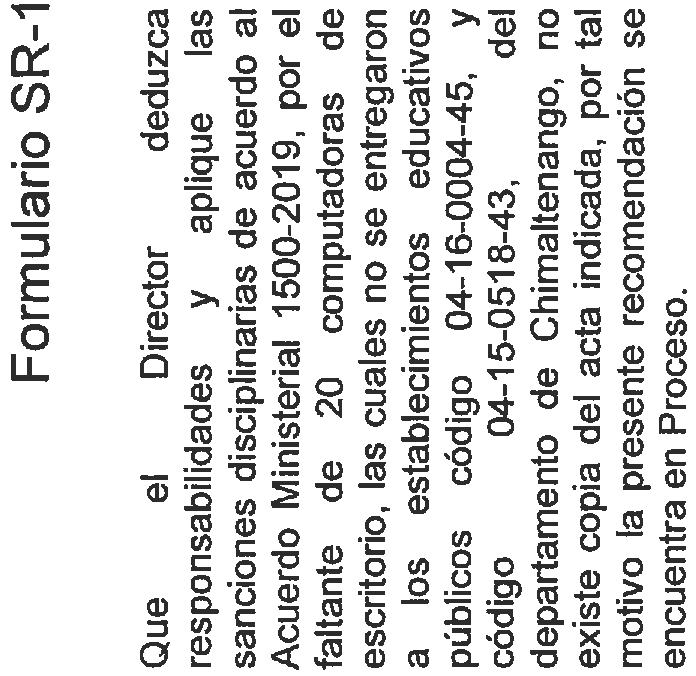 Formulario SR-1
Que el Director deduzca
responsabilidades y aplique las
sanciones disciplinarias de acuerdo al
Acuerdo Ministerial 1500-2019, por el
faltante de 20 computadoras de
escritorio, las cuales no se entregaron
a los establecimientos educativos
públicos código 04-16-0004-45, y
código 04-15-0518-43, del
departamento de Chimaltenango, no
existe copia del acta indicada, por tal
motivo la presente recomendación se
encuentra en Proceso.